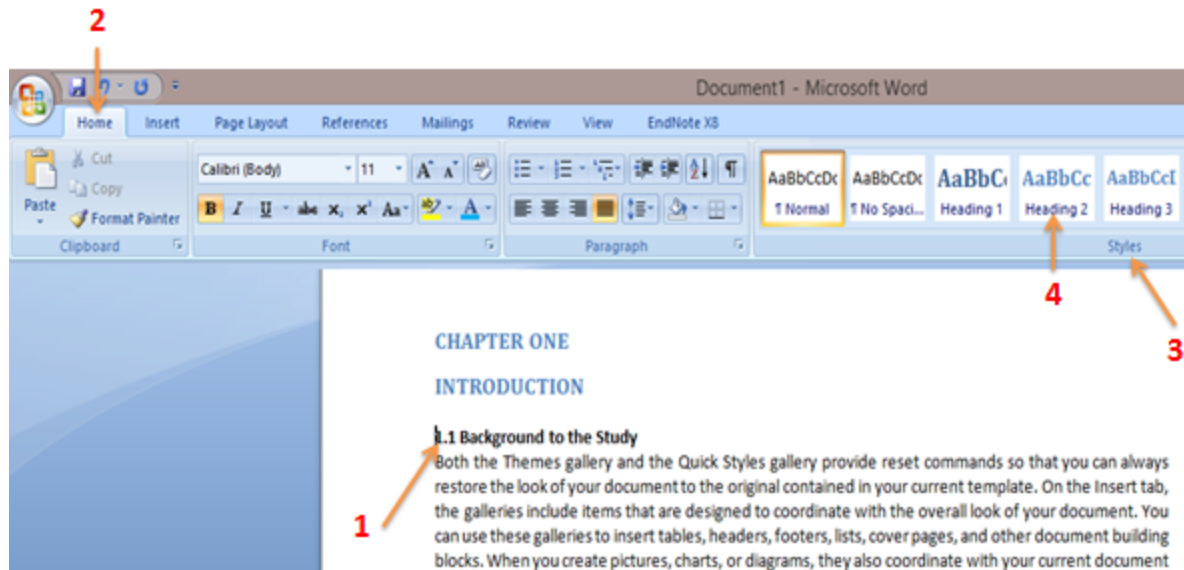 2
Document1 - Microsoft Word
Home Insert Page Layout References Mailings Review View EndNote X8
Cut
Copy
Paste
Format Painter
Clipboard
Calibri (Body) 11 A A
B I U abe x, x² Aa A
Font
Paragraph
AaBbCcDc AaBbCcDc AaBbC AaBbCc AaBbCcI
¶ Normal ¶ No Spaci... Heading 1 Heading 2 Heading 3
Styles
4
3
CHAPTER ONE
INTRODUCTION
1.1 Background to the Study
Both the Themes gallery and the Quick Styles gallery provide reset commands so that you can always
restore the look of your document to the original contained in your current template. On the Insert tab,
the galleries include items that are designed to coordinate with the overall look of your document. You
1
can use these galleries to insert tables, headers, footers, lists, cover pages, and other document building
blocks. When you create pictures, charts, or diagrams, they also coordinate with your current document